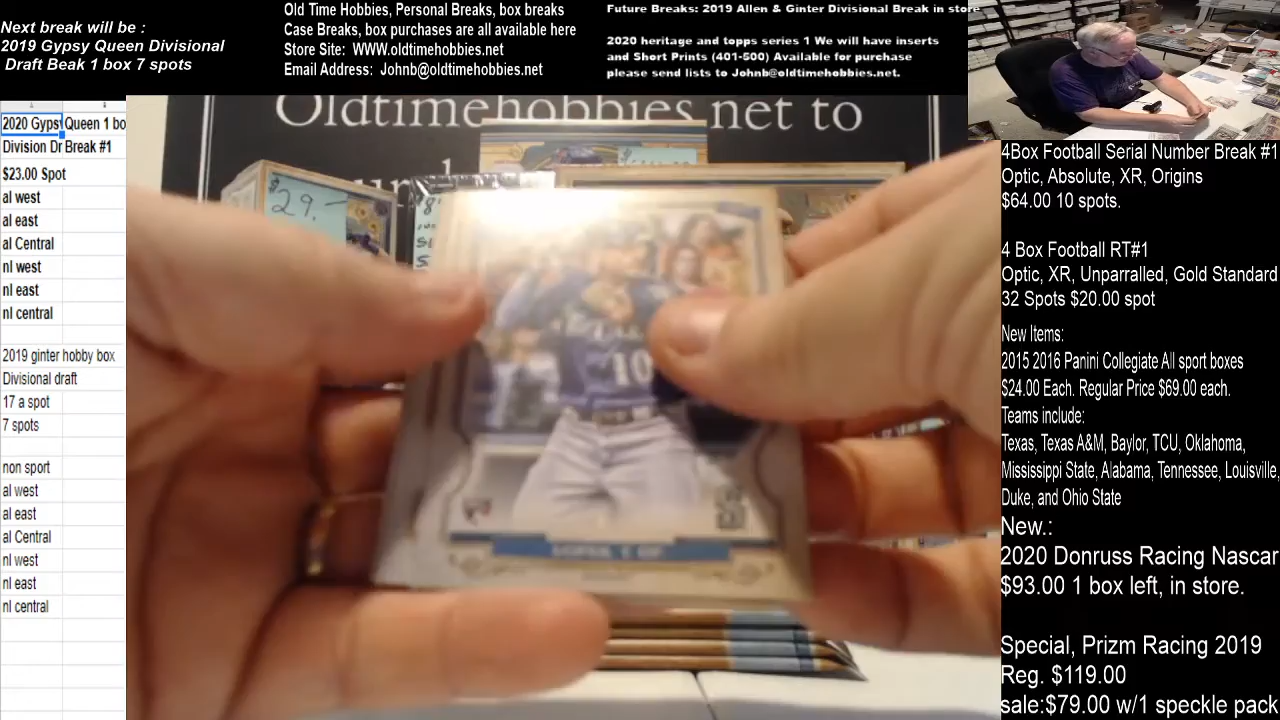 Next break will be :
2019 Gypsy Queen Divisional
Draft Beak 1 box 7 spots
Old Time Hobbies, Personal Breaks, box breaks
Case Breaks, box purchases are all available here
Store Site: WWW.oldtimehobbies.net
Email Address: Johnb@oldtimehobbies.net
Future Breaks: 2019 Allen & Ginter Divisional Break in store
2020 heritage and topps series 1 We will have inserts
and Short Prints (401-500) Available for purchase
please send lists to Johnb@oldtimehobbies.net.
2020 Gypsy Queen 1 bo
Division Dr Break #1
$23.00 Spot
al west
al east
al Central
nl west
nl east
nl central
2019 ginter hobby box
Divisional draft
17 a spot
7 spots
non sport
al west
al east
al Central
nl west
nl east
nl central
Oldtimehobbies.net to
29.-
10
4Box Football Serial Number Break #1
Optic, Absolute, XR, Origins
$64.00 10 spots.
4 Box Football RT#1
Optic, XR, Unparralled, Gold Standard
32 Spots $20.00 spot
New Items:
2015 2016 Panini Collegiate All sport boxes
$24.00 Each. Regular Price $69.00 each.
Teams include:
Texas, Texas A&M, Baylor, TCU, Oklahoma,
Mississippi State, Alabama, Tennessee, Louisville,
Duke, and Ohio State
New.:
2020 Donruss Racing Nascar
$93.00 1 box left, in store.
Special, Prizm Racing 2019
Reg. $119.00
sale:$79.00 w/1 speckle pack